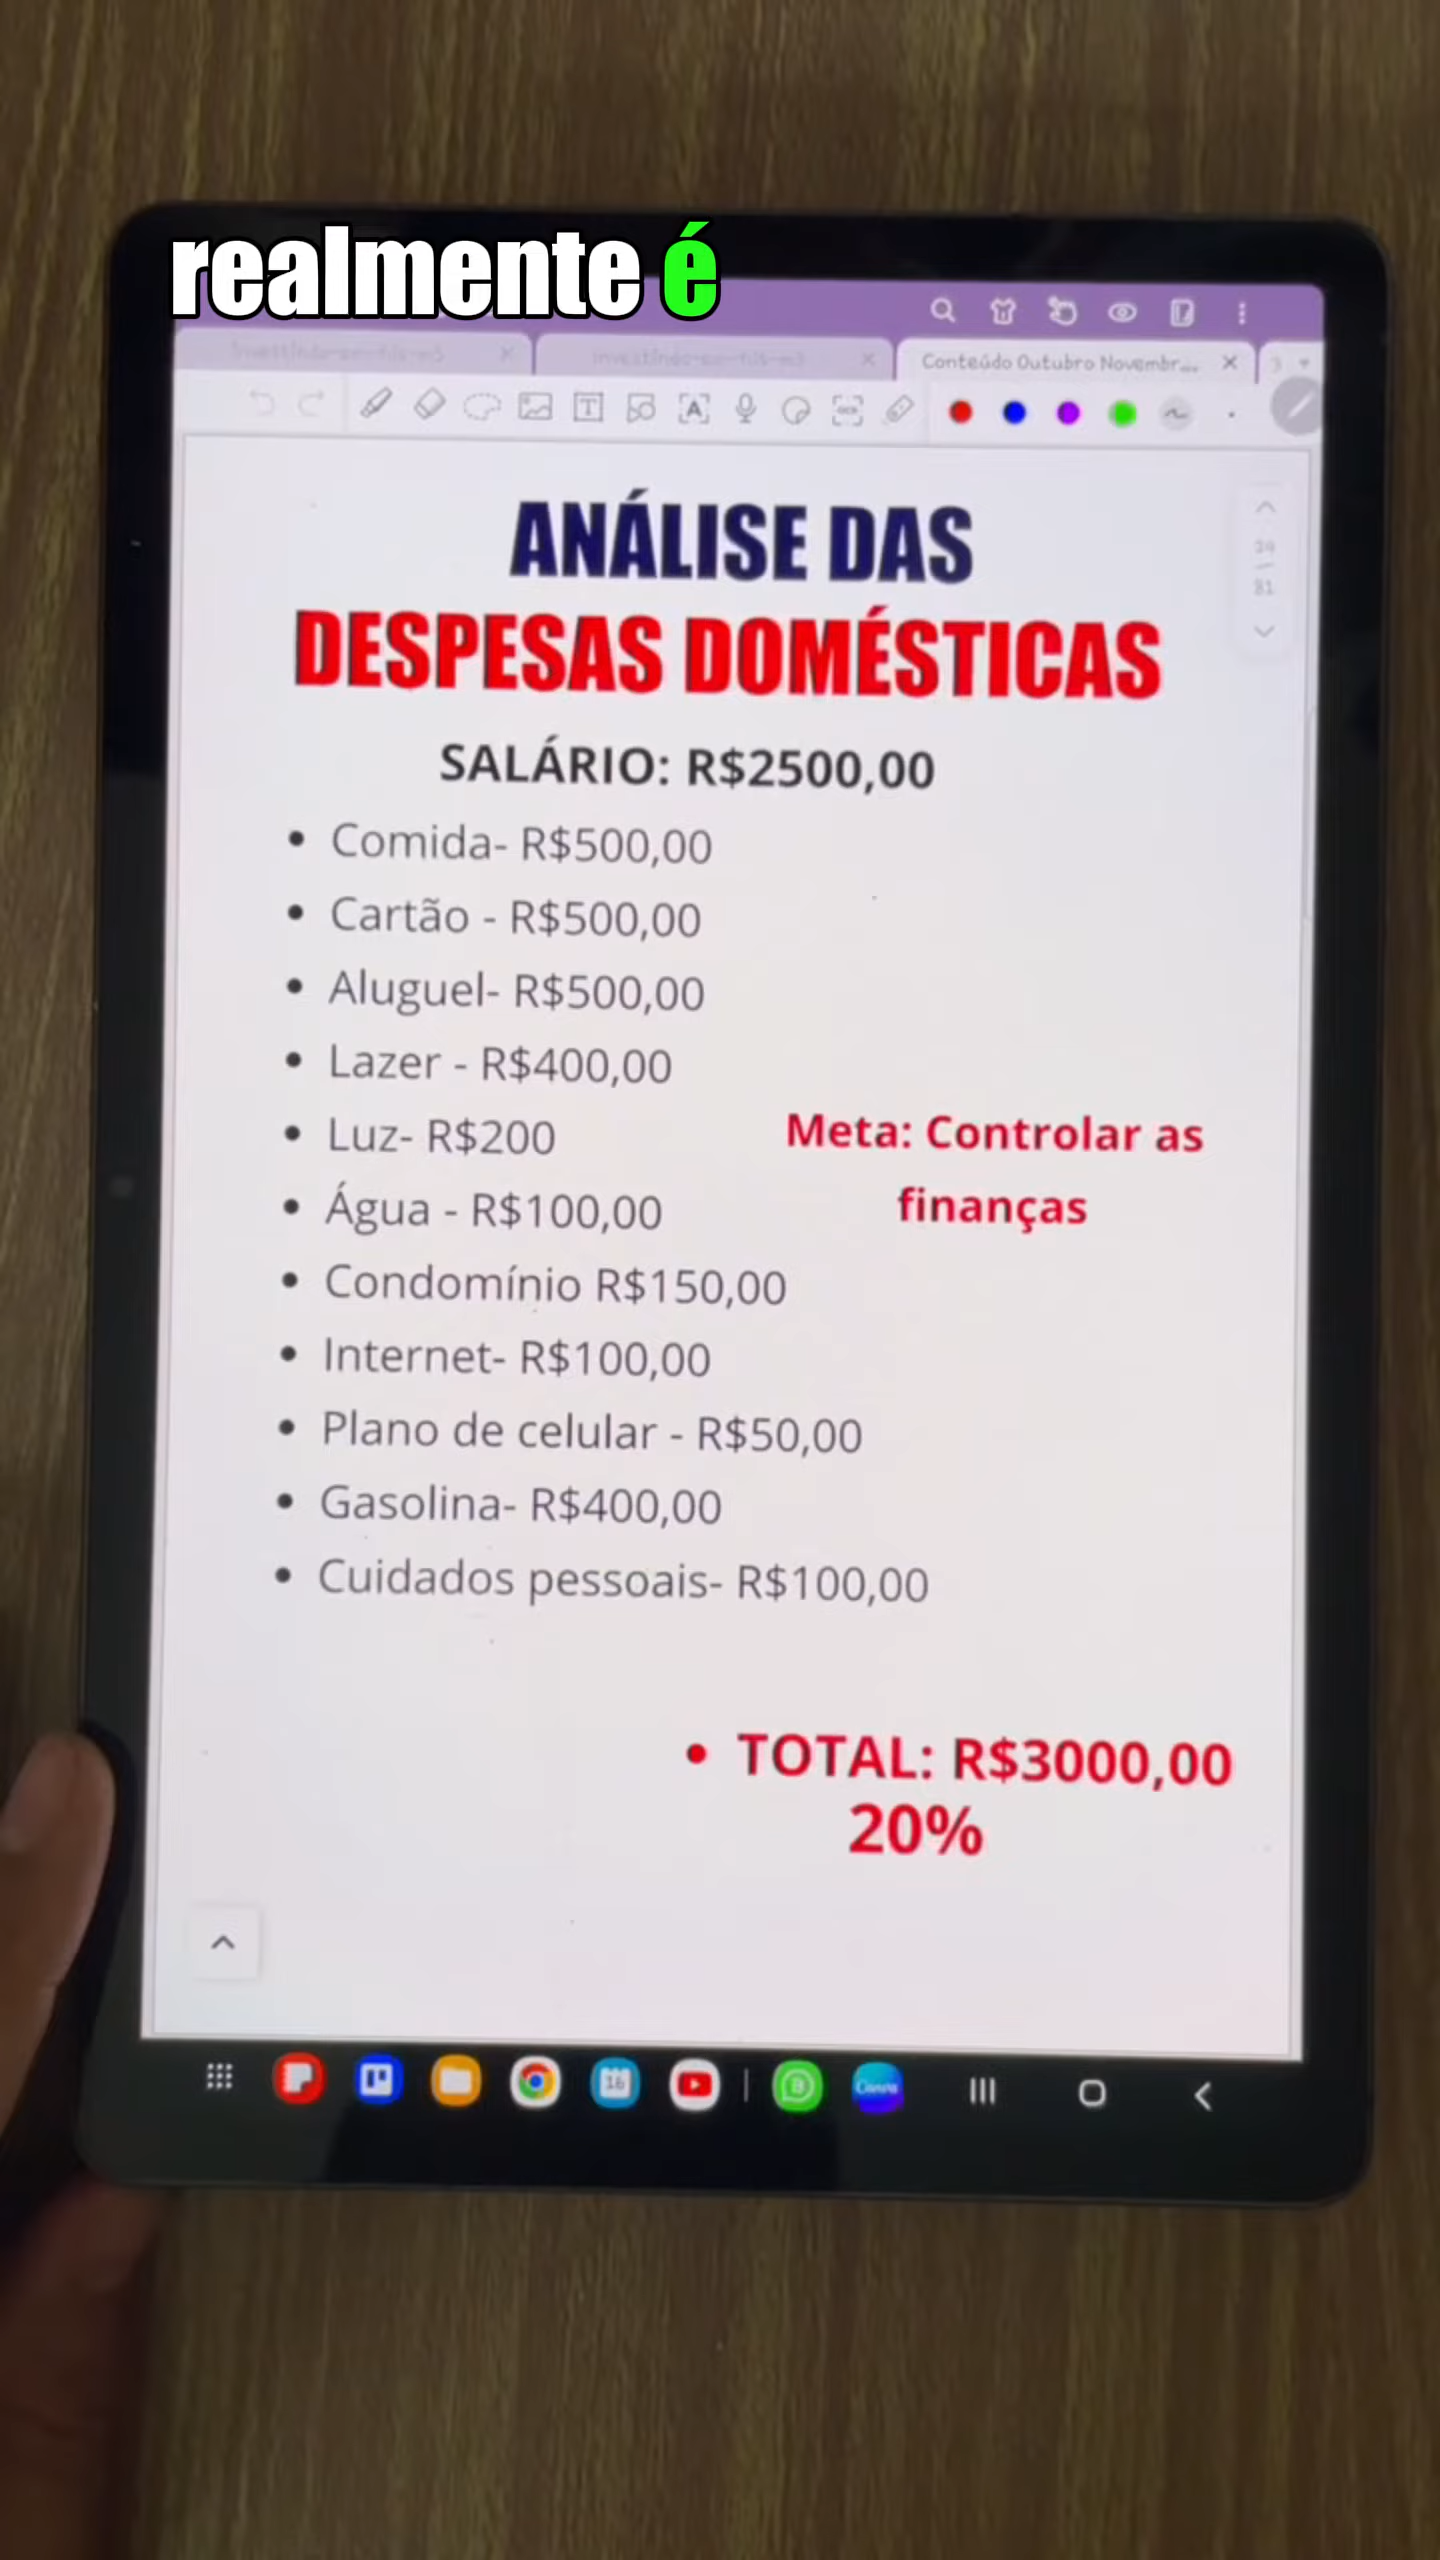 realmente é
Conteúdo Outubro Novembr...
ANÁLISE DAS
DESPESAS DOMÉSTICAS
SALÁRIO: R$2500,00
• Comida- R$500,00
• Cartão - R$500,00
• Aluguel- R$500,00
• Lazer - R$400,00
• Luz- R$200
• Água - R$100,00
• Condomínio R$150,00
• Internet- R$100,00
• Plano de celular - R$50,00
• Gasolina- R$400,00
• Cuidados pessoais- R$100,00
Meta: Controlar as
finanças
• TOTAL: R$3000,00
20%
16
Canva